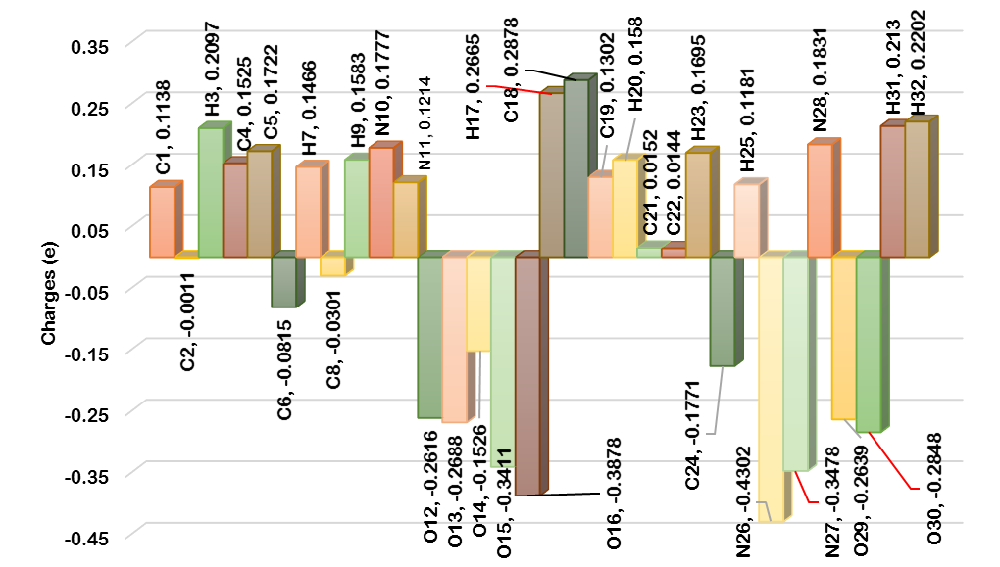 0.35
0.25
0.15
0.05
-0.05
-0.15
-0.25
-0.35
-0.45
Charges (e)
C1, 0.1138
C2, -0.0011
H3, 0.2097
C4, 0.1525
C5, 0.1722
C6, -0.0815
H7, 0.1466
C8, -0.0301
H9, 0.1583
N10, 0.1777
N11, 0.1214
O12, -0.2616
O13, -0.2688
O14, -0.1526
O15, -0.3411
O16, -0.3878
H17, 0.2665
C18, 0.2878
C19, 0.1302
H20, 0.158
C21, 0.0152
C22, 0.0144
H23, 0.1695
C24, -0.1771
H25, 0.1181
N26, -0.4302
N27, -0.3478
N28, 0.1831
O29, -0.2639
O30, -0.2848
H31, 0.213
H32, 0.2202